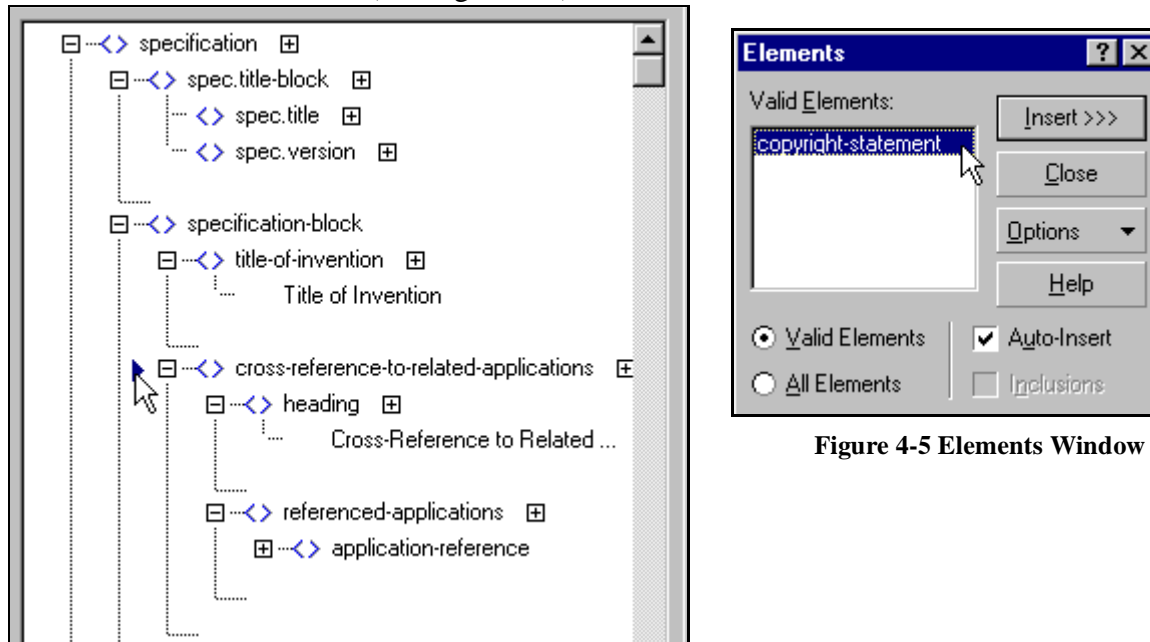 specification
spec.title-block
spec.title
spec.version
specification-block
title-of-invention
Title of Invention
cross-reference-to-related-applications
heading
Cross-Reference to Related ...
referenced-applications
application-reference
Elements
Valid Elements:
copyright-statement
Insert >>>
Close
Options
Help
Valid Elements
All Elements
Auto-Insert
Inclusions
Figure 4-5 Elements Window